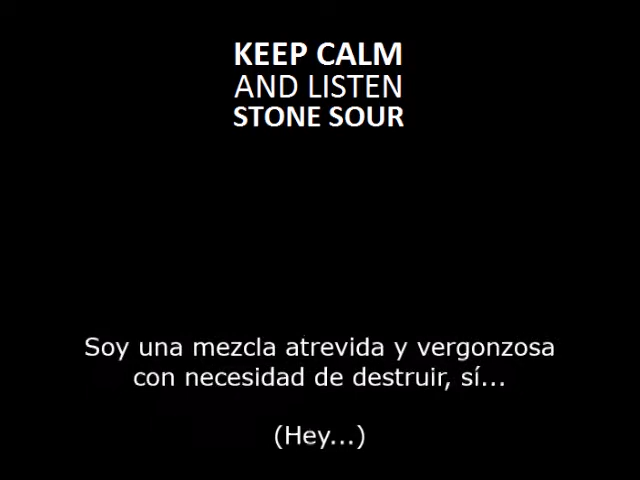 KEEP CALM
AND LISTEN
STONE SOUR
Soy una mezcla atrevida y vergonzosa
con necesidad de destruir, sí...
(Hey...)